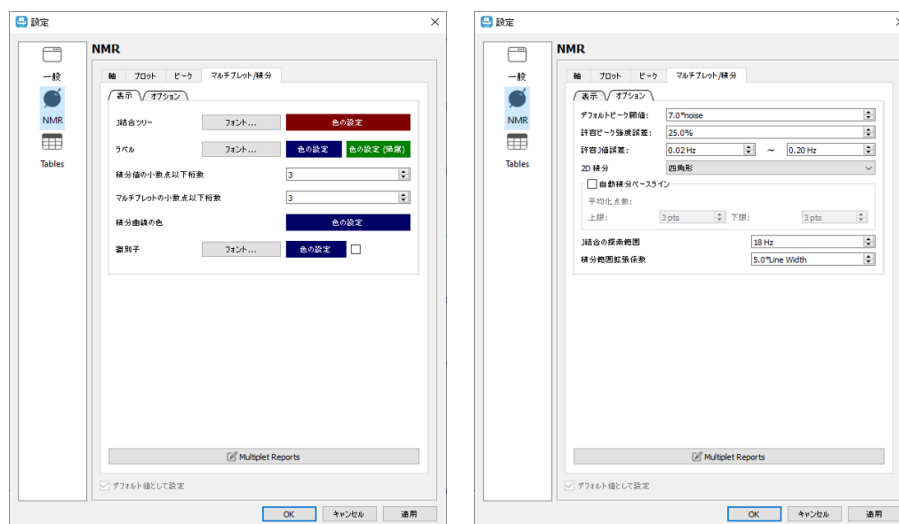 設定
NMR
一般
NMR
Tables
軸 プロット ピーク マルチプレット/積分
表示 オプション
J結合ツリー フォント... 色の設定
ラベル フォント... 色の設定 色の設定 (帰属)
積分値の小数点以下桁数 3
マルチプレットの小数点以下桁数 3
積分曲線の色 色の設定
識別子 フォント... 色の設定
Multiplet Reports
デフォルト値として設定
OK キャンセル 適用
設定
NMR
一般
NMR
Tables
軸 プロット ピーク マルチプレット/積分
表示 オプション
デフォルトピーク閾値: 7.0*noise
許容ピーク強度誤差: 25.0%
許容J値誤差: 0.02 Hz ～ 0.20 Hz
2D 積分 四角形
自動積分ベースライン
平均化点数:
上限: 3 pts 下限: 3 pts
J結合の探索範囲 18 Hz
積分範囲拡張係数 5.0*Line Width
Multiplet Reports
デフォルト値として設定
OK キャンセル 適用